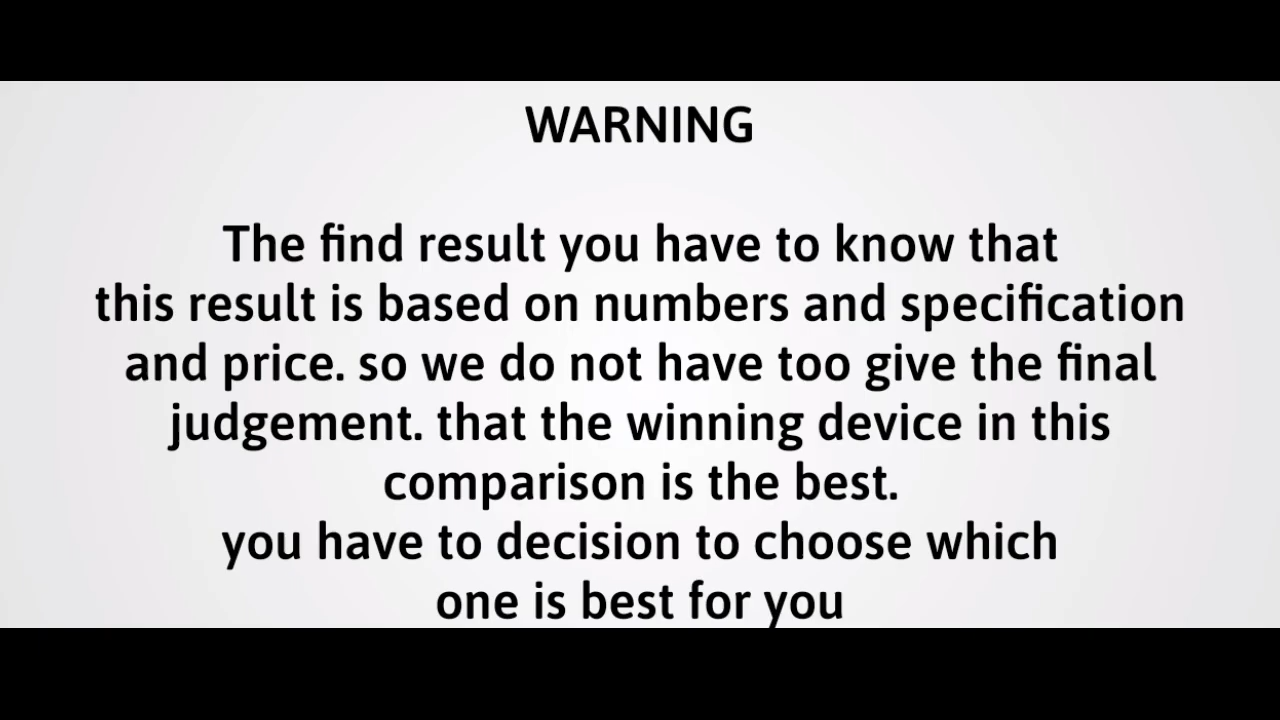 WARNING
The find result you have to know that
this result is based on numbers and specification
and price. so we do not have too give the final
judgement. that the winning device in this
comparison is the best.
you have to decision to choose which
one is best for you